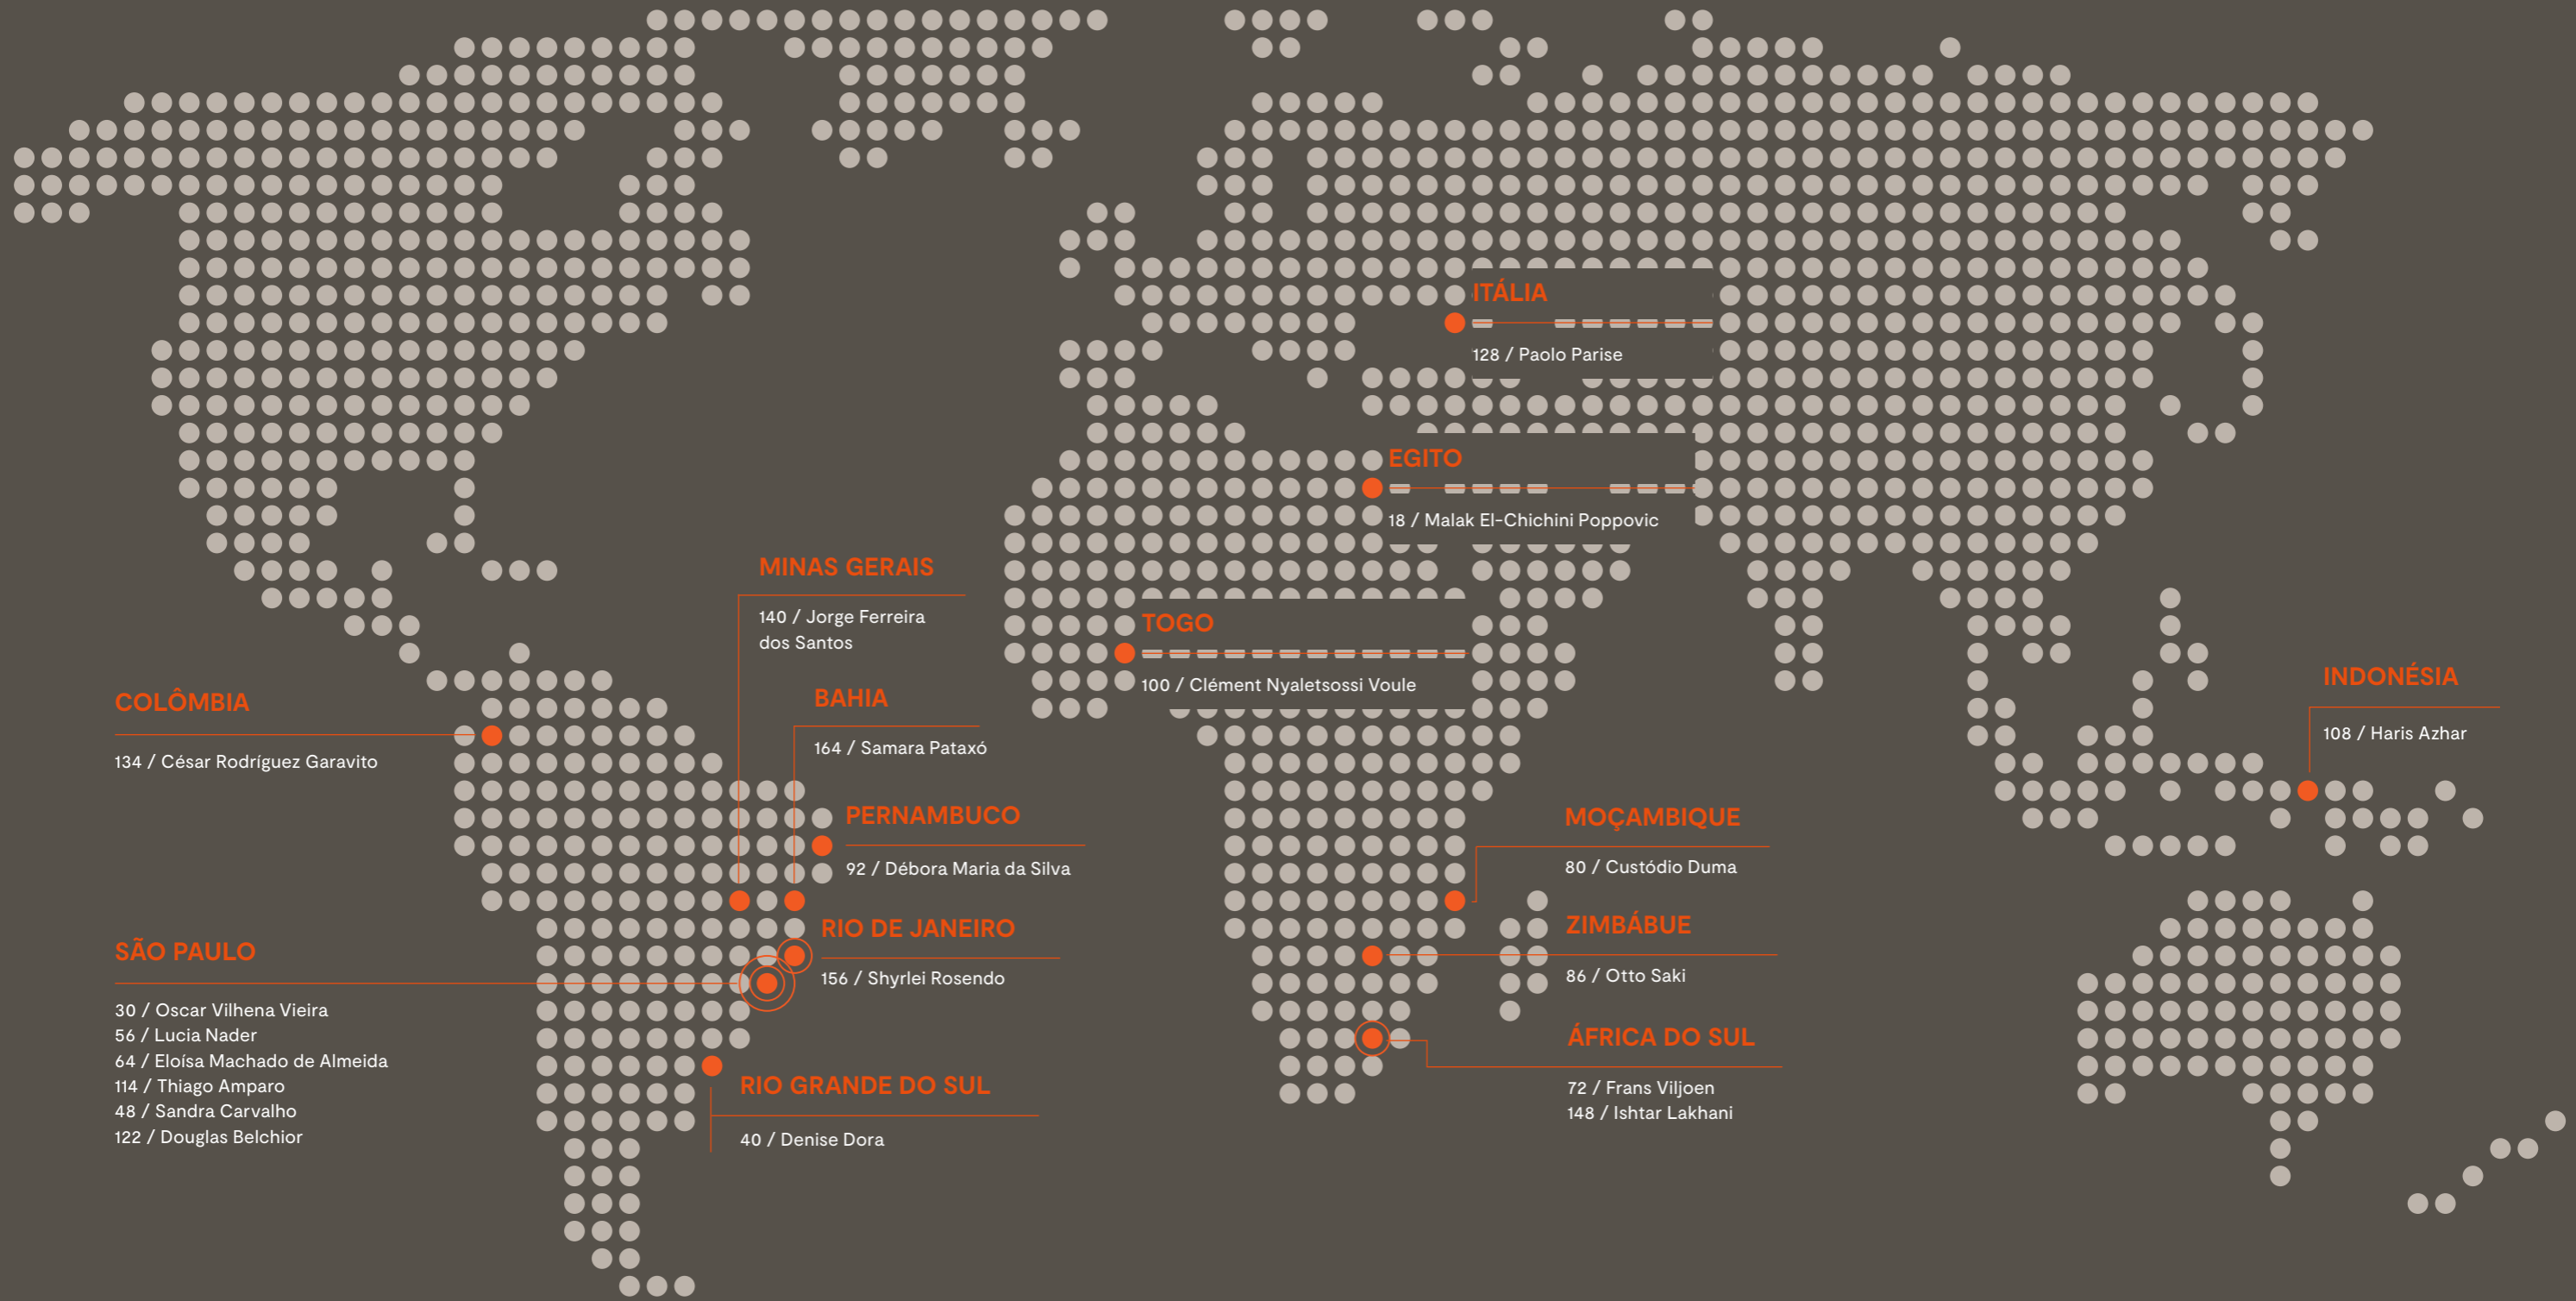 ITÁLIA
128 / Paolo Parise
EGITO
18 / Malak El-Chichini Poppovic
MINAS GERAIS
140 / Jorge Ferreira
dos Santos
TOGO
100 / Clément Nyaletsossi Voule
COLÔMBIA
134 / César Rodríguez Garavito
BAHIA
164 / Samara Pataxó
INDONÉSIA
108 / Haris Azhar
PERNAMBUCO
92 / Débora Maria da Silva
MOÇAMBIQUE
80 / Custódio Duma
SÃO PAULO
30 / Oscar Vilhena Vieira
56 / Lucia Nader
64 / Eloísa Machado de Almeida
114 / Thiago Amparo
48 / Sandra Carvalho
122 / Douglas Belchior
RIO DE JANEIRO
156 / Shyrlei Rosendo
ZIMBÁBUE
86 / Otto Saki
RIO GRANDE DO SUL
40 / Denise Dora
ÁFRICA DO SUL
72 / Frans Viljoen
148 / Ishtar Lakhani